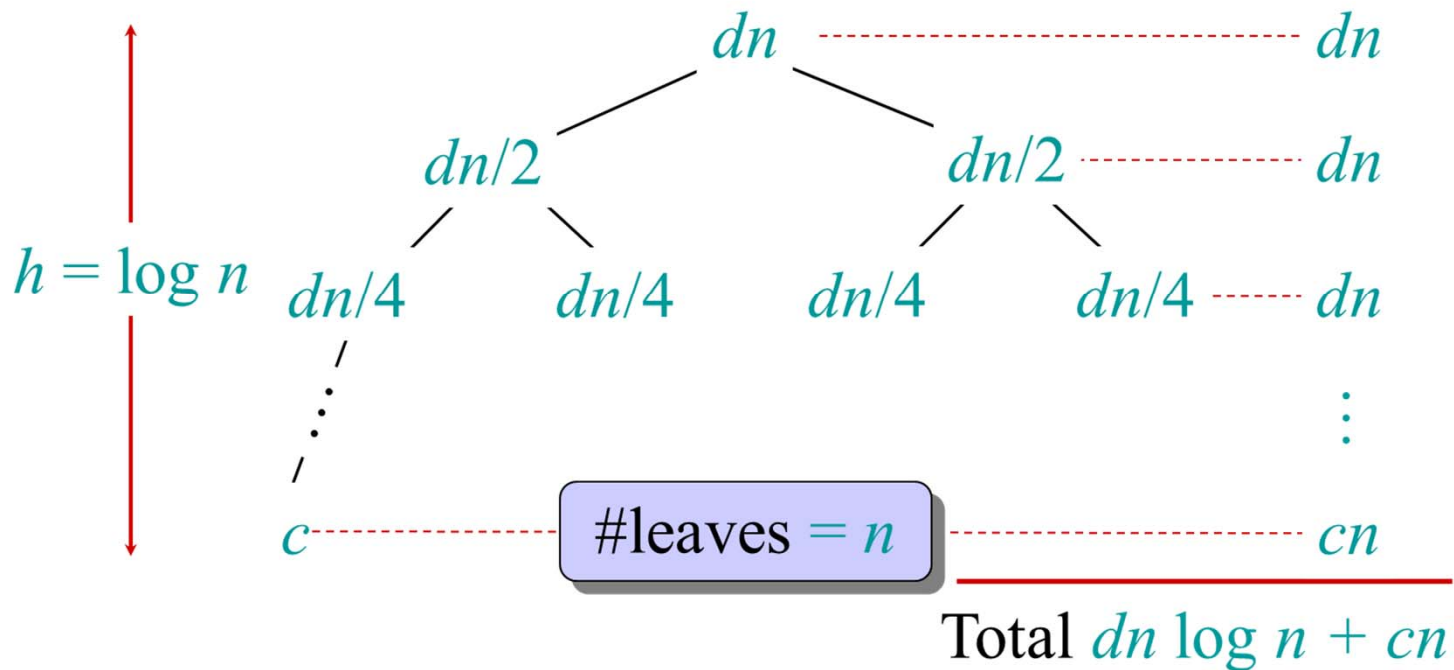 dn dn
dn/2 dn/2 dn
h = log n dn/4 dn/4 dn/4 dn/4 dn
c #leaves = n cn
Total dn log n + cn